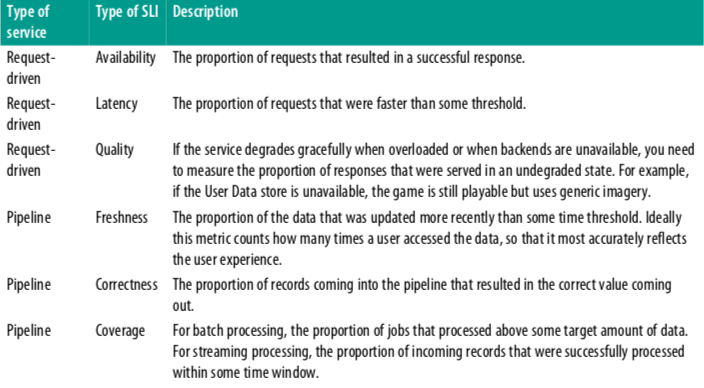 Type of service Type of SLI Description
Request-driven Availability The proportion of requests that resulted in a successful response.
Request-driven Latency The proportion of requests that were faster than some threshold.
Request-driven Quality If the service degrades gracefully when overloaded or when backends are unavailable, you need
to measure the proportion of responses that were served in an undegraded state. For example,
if the User Data store is unavailable, the game is still playable but uses generic imagery.
Pipeline Freshness The proportion of the data that was updated more recently than some time threshold. Ideally
this metric counts how many times a user accessed the data, so that it most accurately reflects
the user experience.
Pipeline Correctness The proportion of records coming into the pipeline that resulted in the correct value coming
out.
Pipeline Coverage For batch processing, the proportion of jobs that processed above some target amount of data.
For streaming processing, the proportion of incoming records that were successfully processed
within some time window.